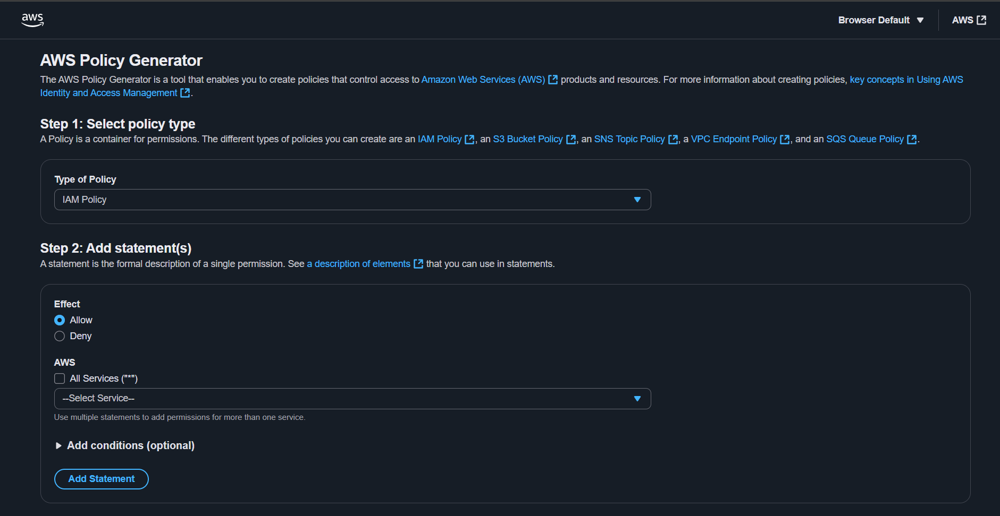 aws
Browser Default
AWS
AWS Policy Generator
The AWS Policy Generator is a tool that enables you to create policies that control access to Amazon Web Services (AWS) products and resources. For more information about creating policies, key concepts in Using AWS
Identity and Access Management .
Step 1: Select policy type
A Policy is a container for permissions. The different types of policies you can create are an IAM Policy , an S3 Bucket Policy , an SNS Topic Policy , a VPC Endpoint Policy , and an SQS Queue Policy .
Type of Policy
IAM Policy
Step 2: Add statement(s)
A statement is the formal description of a single permission. See a description of elements that you can use in statements.
Effect
Allow
Deny
AWS
All Services ("*")
--Select Service--
Use multiple statements to add permissions for more than one service.
Add conditions (optional)
Add Statement